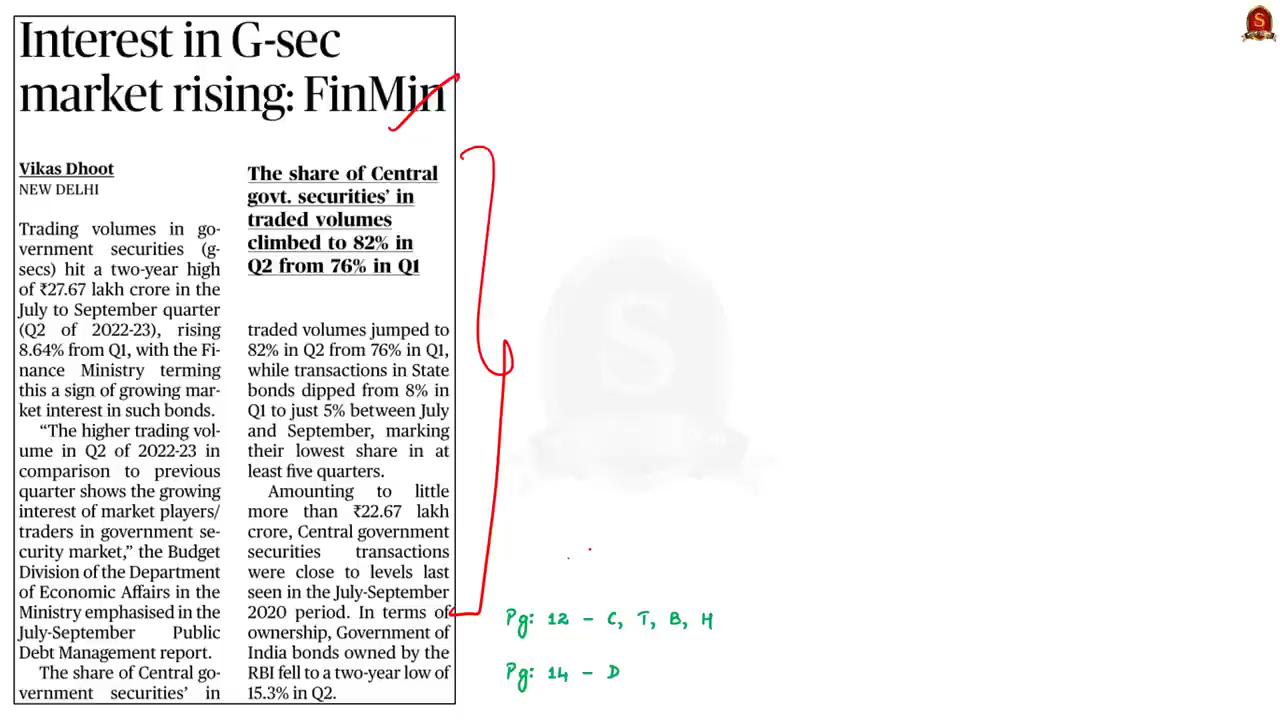 Interest in G-sec
market rising: FinMin
Vikas Dhoot
NEW DELHI
Trading volumes in go-
vernment securities (g-
secs) hit a two-year high
of ₹27.67 lakh crore in the
July to September quarter
(Q2 of 2022-23), rising
8.64% from Q1, with the Fi-
nance Ministry terming
this a sign of growing mar-
ket interest in such bonds.
“The higher trading vol-
ume in Q2 of 2022-23 in
comparison to previous
quarter shows the growing
interest of market players/
traders in government se-
curity market,” the Budget
Division of the Department
of Economic Affairs in the
Ministry emphasised in the
July-September Public
Debt Management report.
The share of Central go-
vernment securities’ in
The share of Central
govt. securities’ in
traded volumes
climbed to 82% in
Q2 from 76% in Q1
traded volumes jumped to
82% in Q2 from 76% in Q1,
while transactions in State
bonds dipped from 8% in
Q1 to just 5% between July
and September, marking
their lowest share in at
least five quarters.
Amounting to little
more than ₹22.67 lakh
crore, Central government
securities transactions
were close to levels last
seen in the July-September
2020 period. In terms of
ownership, Government of
India bonds owned by the
RBI fell to a two-year low of
15.3% in Q2.
Pg: 12 - C, T, B, H
Pg: 14 - D
S